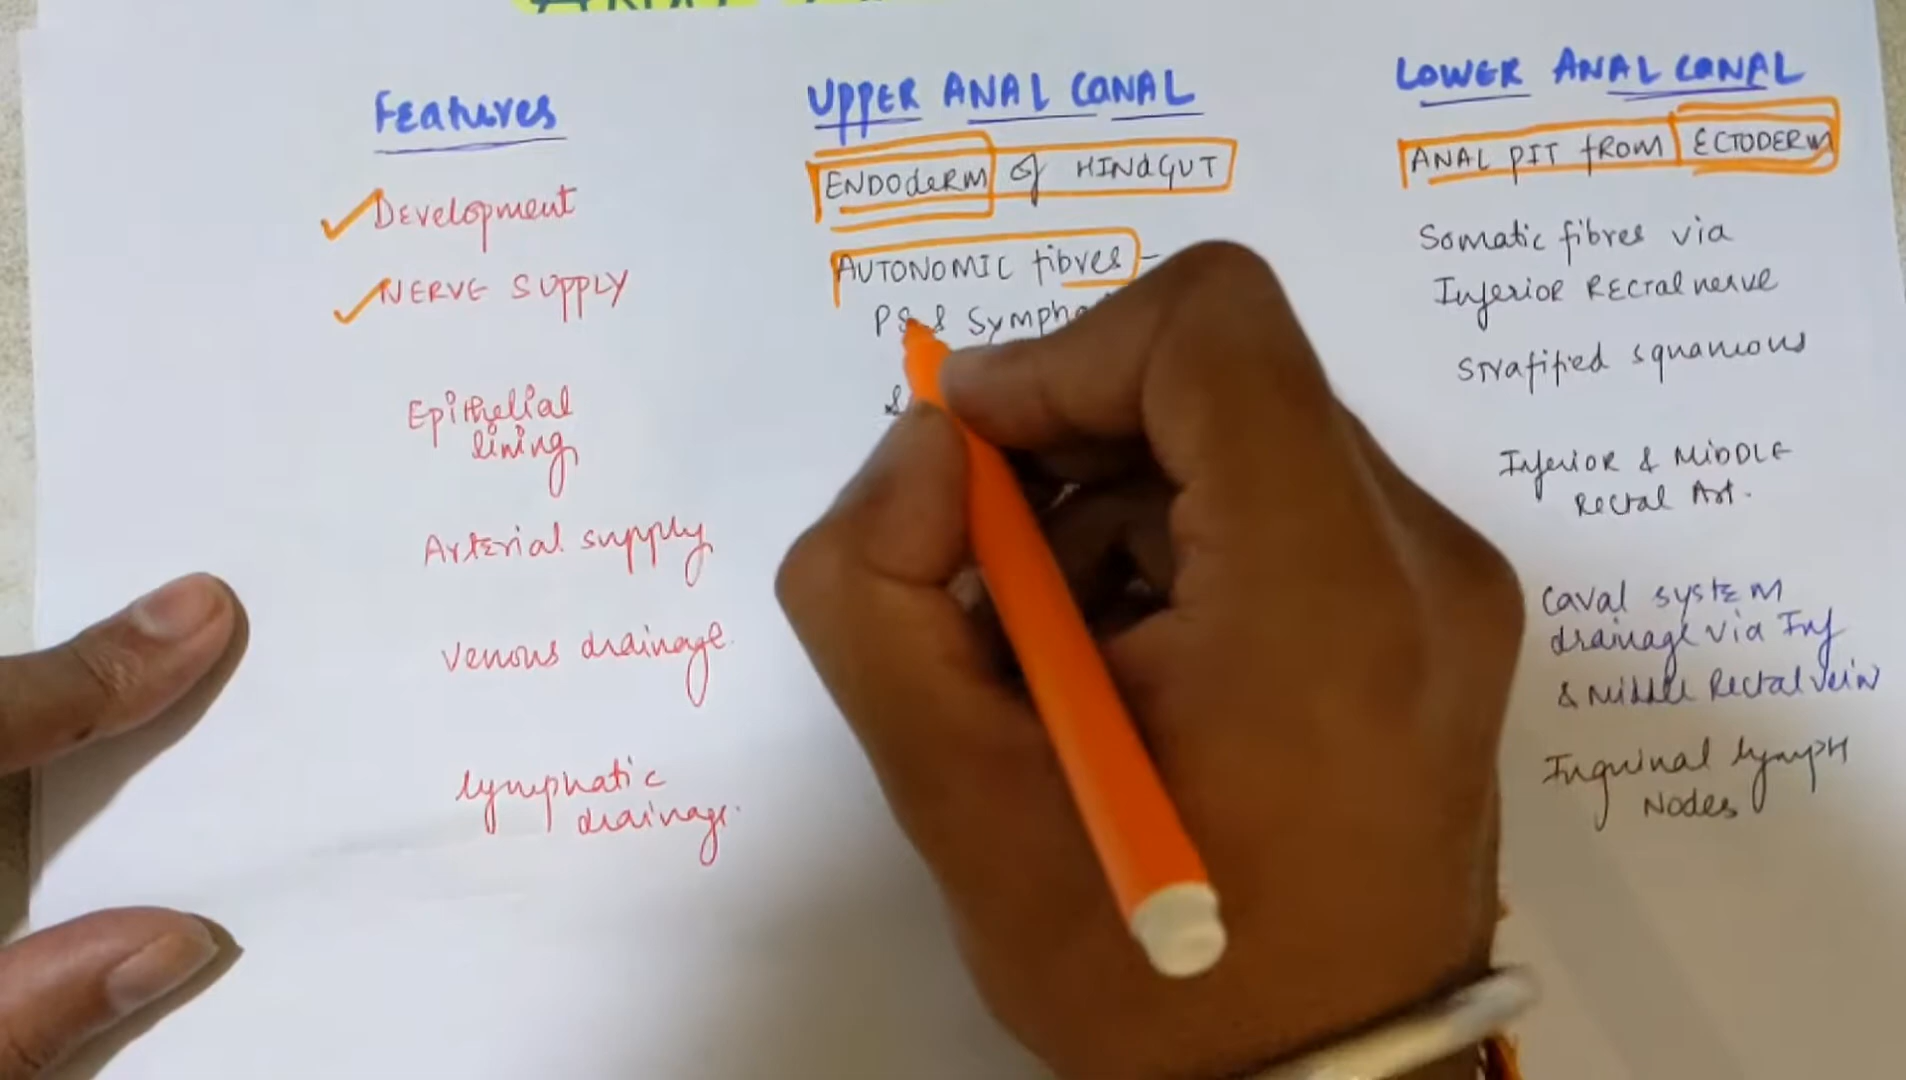 Features
UPPER ANAL CANAL
LOWER ANAL CANAL
Development
ENDODERM of HINDGUT
ANAL PIT FROM ECTODERM
NERVE SUPPLY
AUTONOMIC fibres -
PS &
Somatic fibres via
Inferior Rectal nerve
Epithelial
lining
&
Stratified squamous
Arterial supply
Inferior & MIDDLE
Rectal Art.
Venous drainage.
Caval system
drainage via Inf
& Middle Rectal vein
lymphatic
drainage.
Inguinal lymph
Nodes